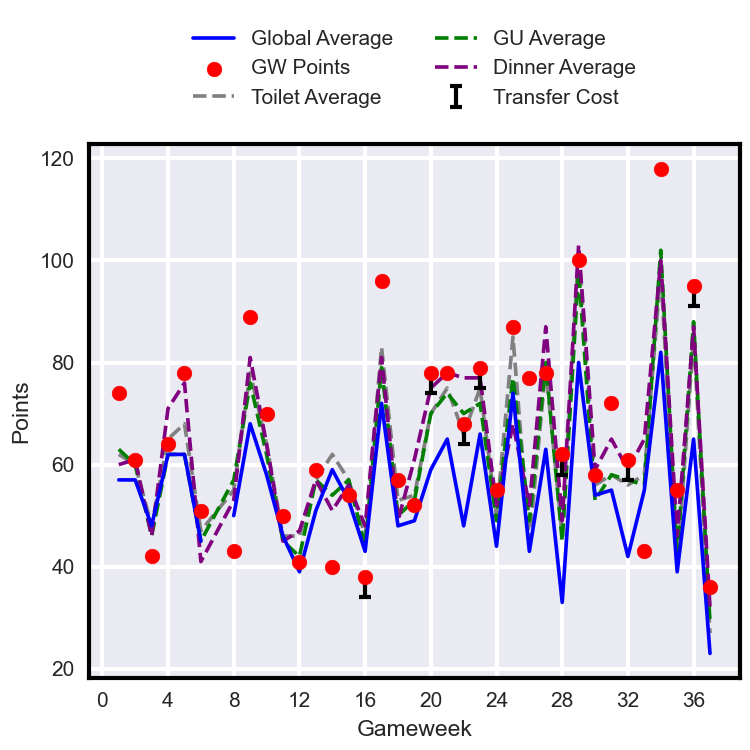 Global Average
GW Points
Toilet Average
GU Average
Dinner Average
Transfer Cost
120
100
80
60
40
20
Points
0 4 8 12 16 20 24 28 32 36
Gameweek